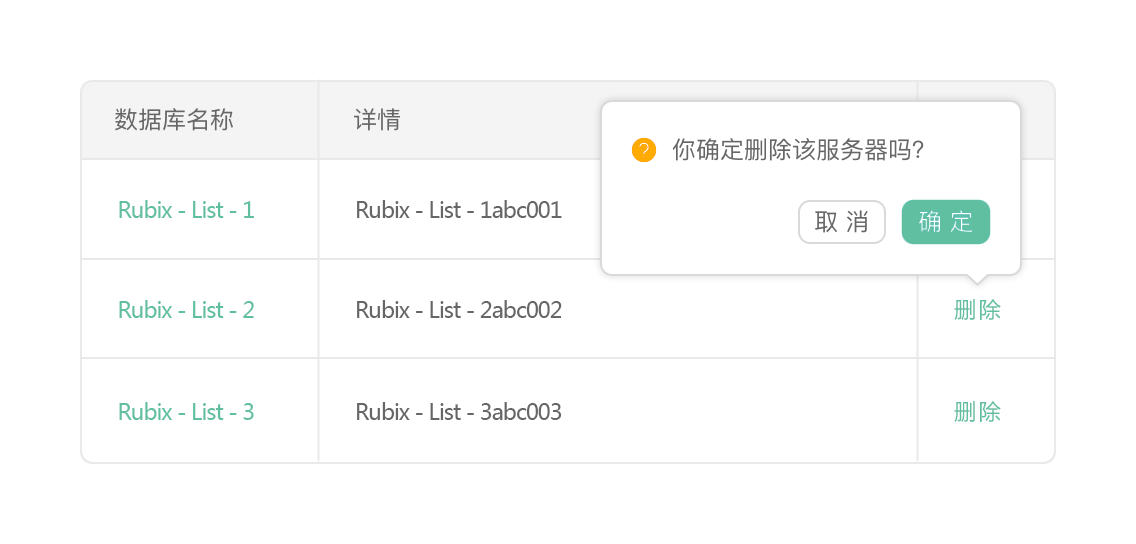 数据库名称 详情
? 你确定删除该服务器吗?
Rubix - List - 1 Rubix - List - 1abc001
取 消 确 定
Rubix - List - 2 Rubix - List - 2abc002 删除
Rubix - List - 3 Rubix - List - 3abc003 删除